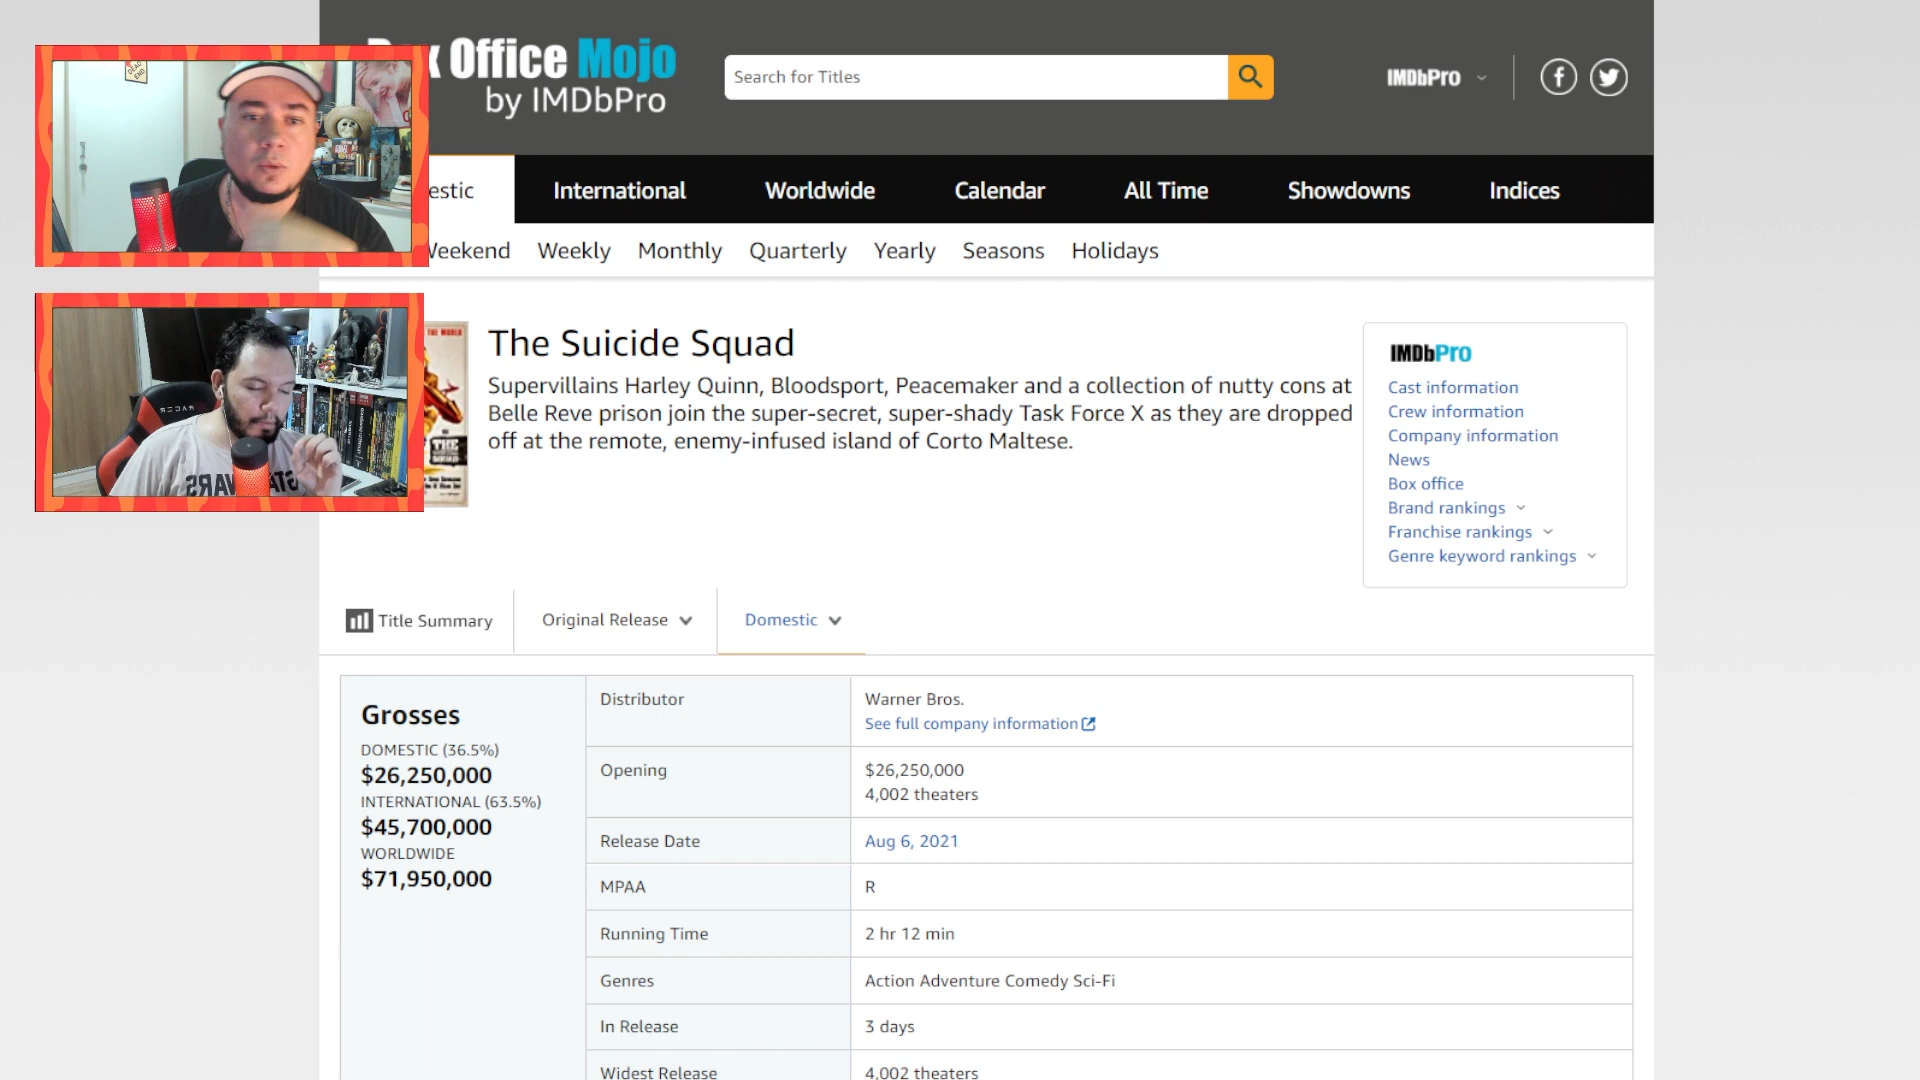 Office Mojo
by IMDbPro
Search for Titles
IMDbPro
estic
International
Worldwide
Calendar
All Time
Showdowns
Indices
Weekend
Weekly
Monthly
Quarterly
Yearly
Seasons
Holidays
DEAD
END
The Suicide Squad
Supervillains Harley Quinn, Bloodsport, Peacemaker and a collection of nutty cons at
Belle Reve prison join the super-secret, super-shady Task Force X as they are dropped
off at the remote, enemy-infused island of Corto Maltese.
IMDbPro
Cast information
Crew information
Company information
News
Box office
Brand rankings
Franchise rankings
Genre keyword rankings
Title Summary
Original Release
Domestic
Grosses
DOMESTIC (36.5%)
$26,250,000
INTERNATIONAL (63.5%)
$45,700,000
WORLDWIDE
$71,950,000
Distributor
Warner Bros.
See full company information
Opening
$26,250,000
4,002 theaters
Release Date
Aug 6, 2021
MPAA
R
Running Time
2 hr 12 min
Genres
Action Adventure Comedy Sci-Fi
In Release
3 days
Widest Release
4,002 theaters